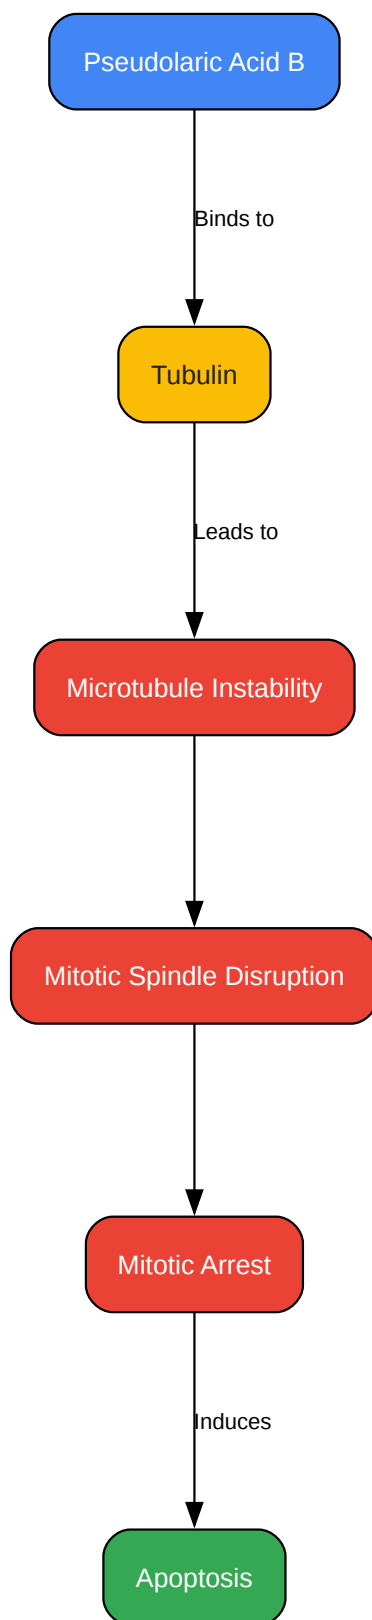 Pseudolaric Acid B
Binds to
Tubulin
Leads to
Microtubule Instability
Mitotic Spindle Disruption
Mitotic Arrest
Induces
Apoptosis